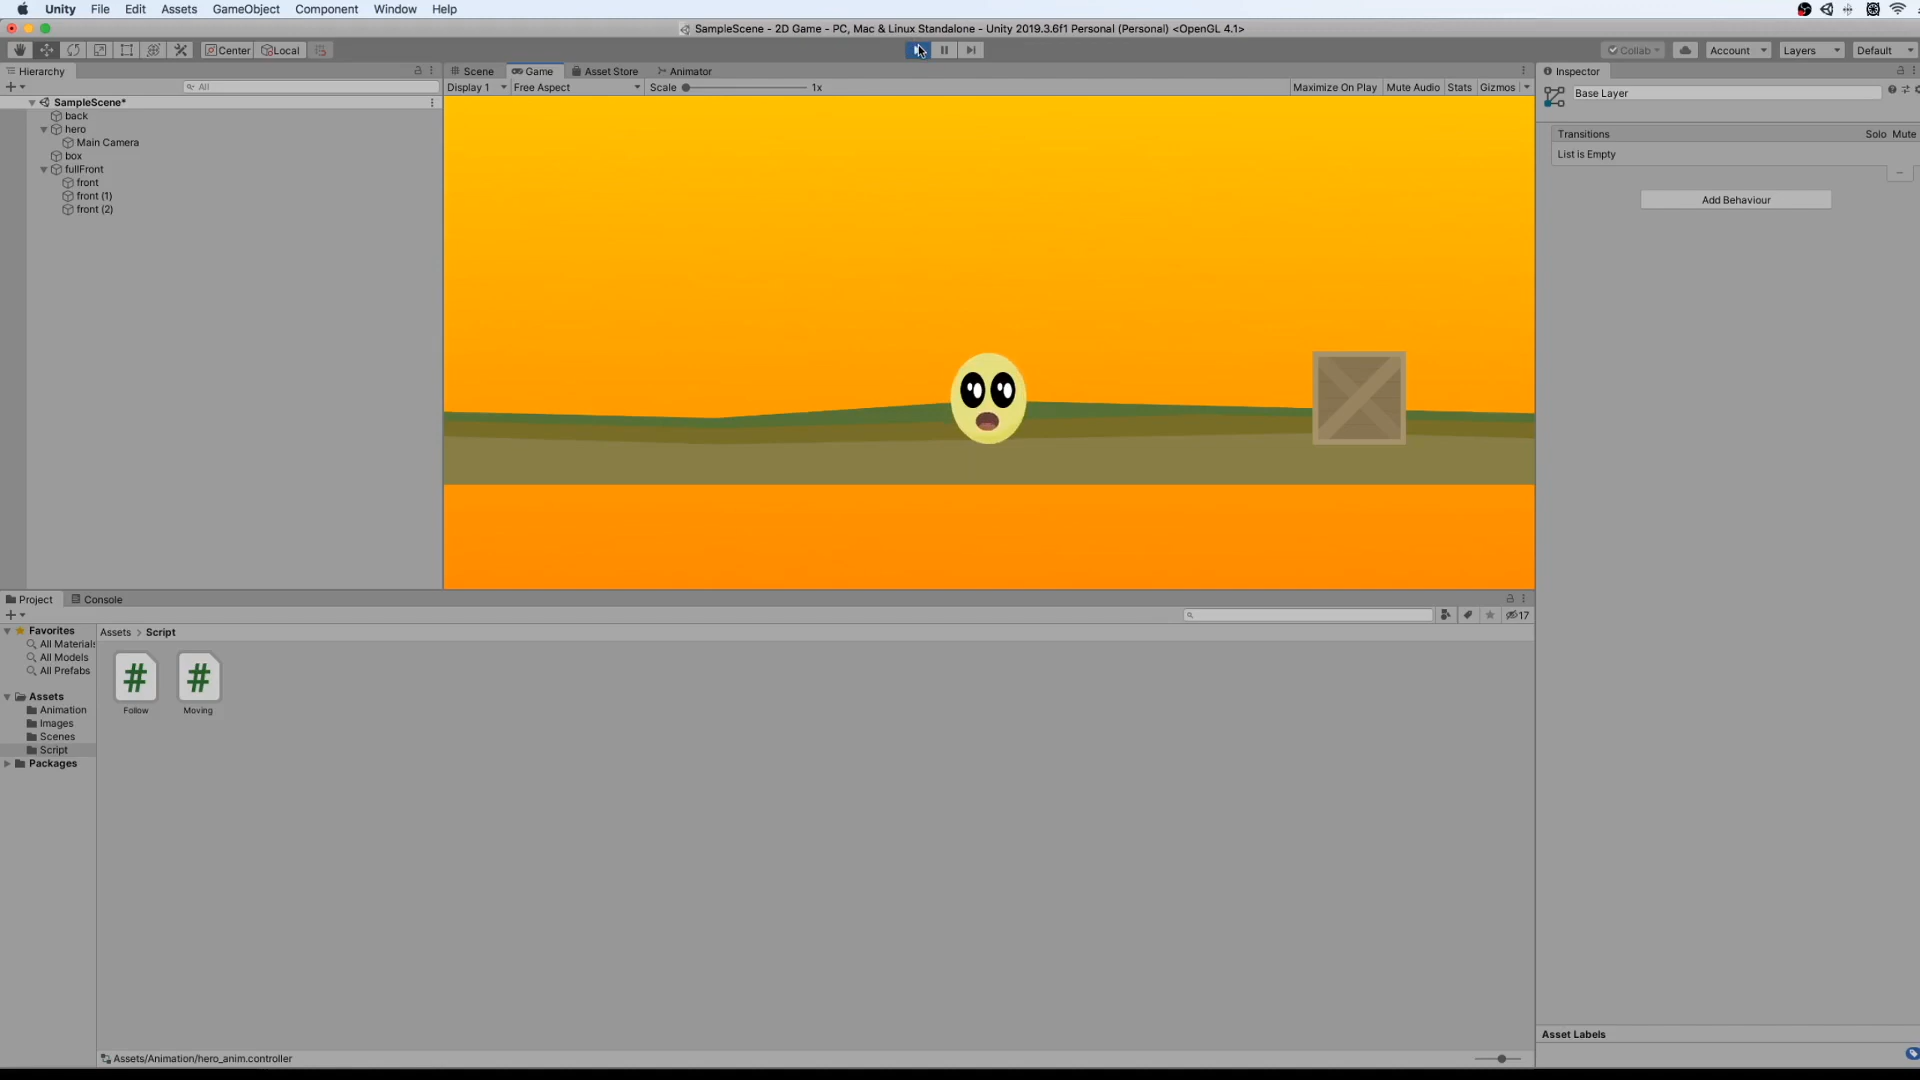 Unity File Edit Assets GameObject Component Window Help
SampleScene - 2D Game - PC, Mac & Linux Standalone - Unity 2019.3.6f1 Personal (Personal) <OpenGL 4.1>
Center Local Collab Account Layers Default
Hierarchy
All
SampleScene*
back
hero
Main Camera
box
fullFront
front
front (1)
front (2)
Scene Game Asset Store Animator
Display 1 Free Aspect Scale 1x Maximize On Play Mute Audio Stats Gizmos
Inspector
Base Layer
Transitions Solo Mute
List is Empty
Add Behaviour
Project Console
17
Favorites
All Materials
All Models
All Prefabs
Assets
Animation
Images
Scenes
Script
Packages
Assets > Script
# #
Follow Moving
Asset Labels
Assets/Animation/hero_anim.controller